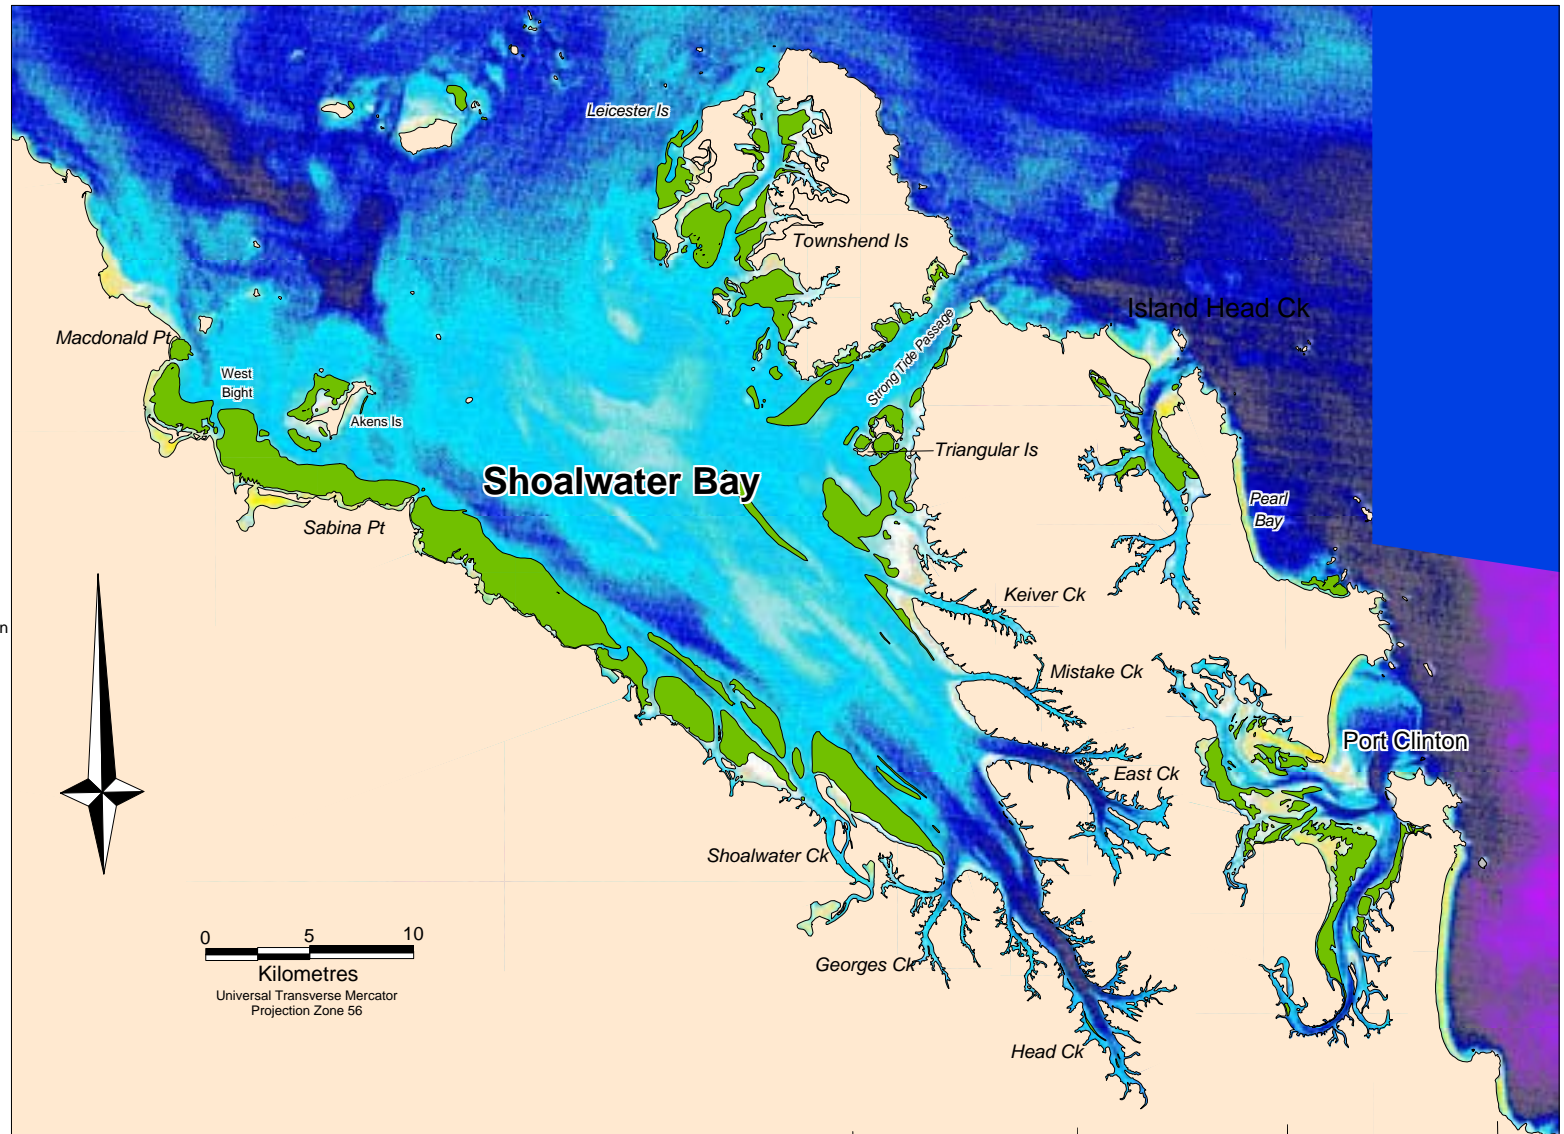 Leicester Is
Townshend Is
Island Head Ck
Macdonald Pt
Strong Tide Passage
West
Bight
Akens Is
Triangular Is
Shoalwater Bay
Pearl
Bay
Sabina Pt
Keiver Ck
n
Mistake Ck
Port Clinton
East Ck
Shoalwater Ck
0 5 10
Kilometres
Universal Transverse Mercator
Projection Zone 56
Georges Ck
Head Ck